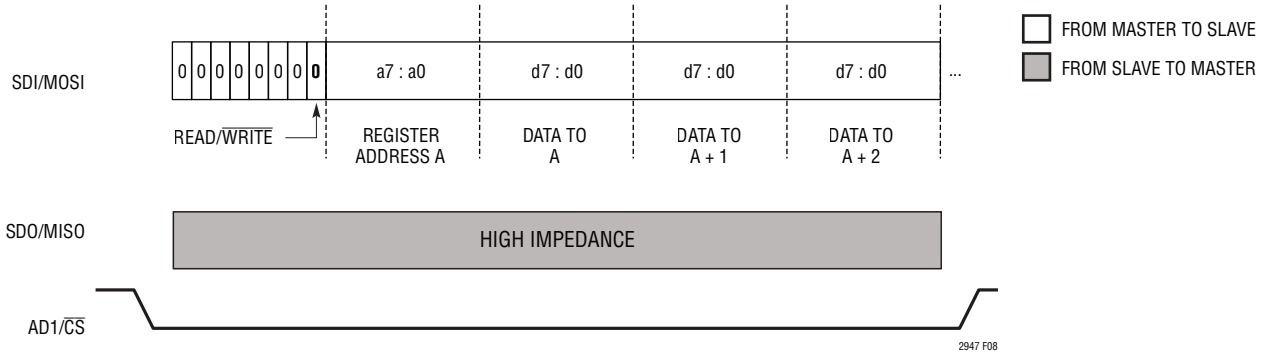 FROM MASTER TO SLAVE
FROM SLAVE TO MASTER
SDI/MOSI
0 0 0 0 0 0 0 0 a7 : a0 d7 : d0 d7 : d0 d7 : d0 ...
READ/WRITE
REGISTER
ADDRESS A
DATA TO
A
DATA TO
A + 1
DATA TO
A + 2
SDO/MISO
HIGH IMPEDANCE
AD1/CS
2947 F08